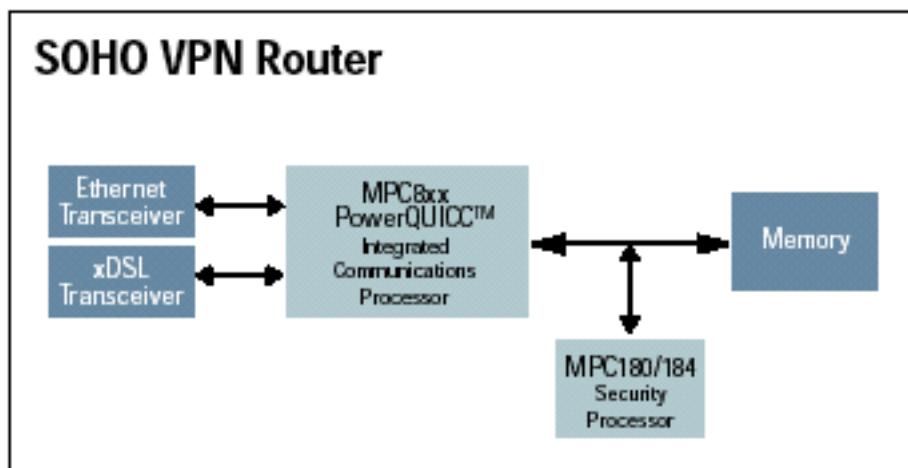 SOHO VPN Router
Ethernet
Transceiver
xDSL
Transceiver
MPC8xx
PowerQUICC™
Integrated
Communications
Processor
Memory
MPC180/184
Security
Processor